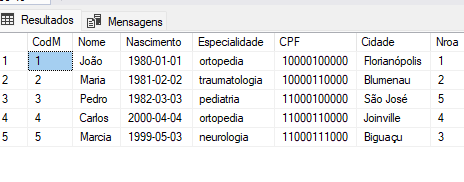 Resultados Mensagens
CodM Nome Nascimento Especialidade CPF Cidade Nroa
1 1 João 1980-01-01 ortopedia 10000100000 Florianópolis 1
2 2 Maria 1981-02-02 traumatologia 10000110000 Blumenau 2
3 3 Pedro 1982-03-03 pediatria 11000100000 São José 5
4 4 Carlos 2000-04-04 ortopedia 11000110000 Joinville 4
5 5 Marcia 1999-05-03 neurologia 11000111000 Biguaçu 3